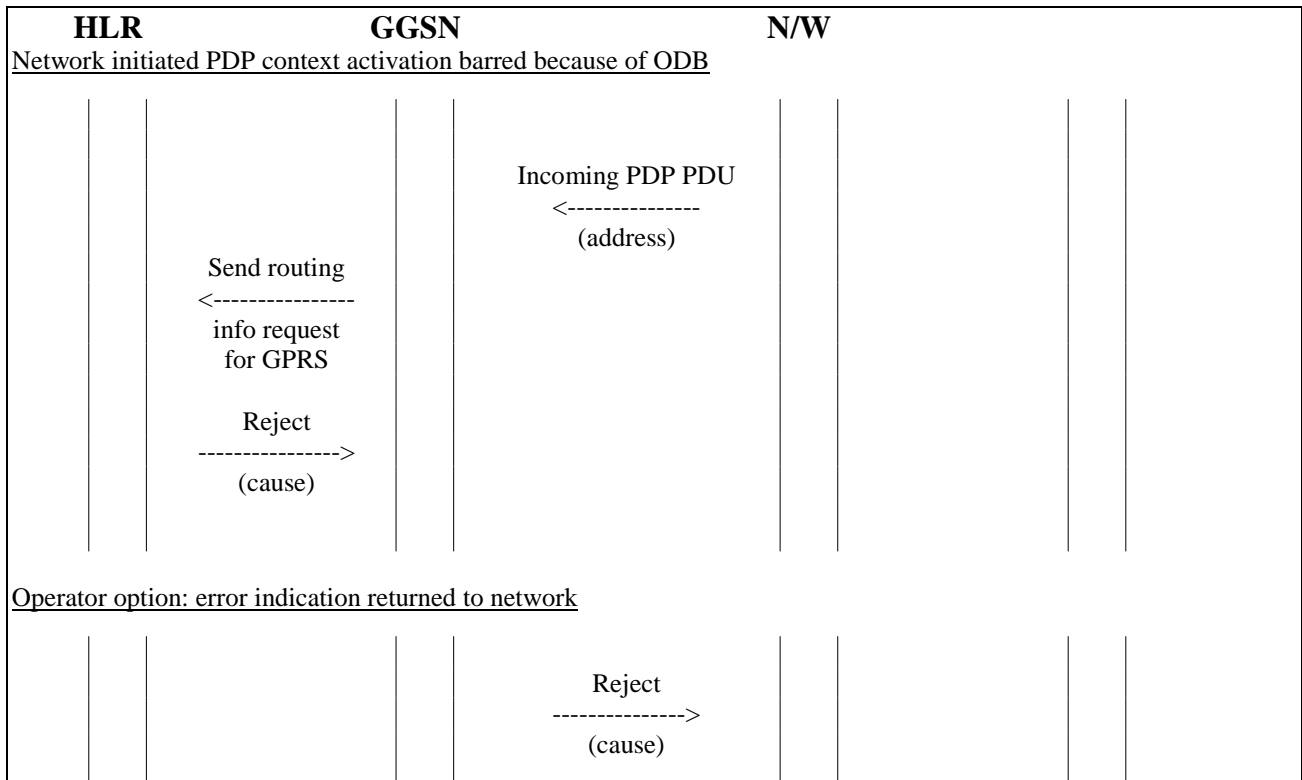 HLR GGSN N/W
Network initiated PDP context activation barred because of ODB
Incoming PDP PDU
<---------------
(address)
Send routing
<----------------
info request
for GPRS
Reject
---------------->
(cause)
Operator option: error indication returned to network
Reject
--------------->
(cause)